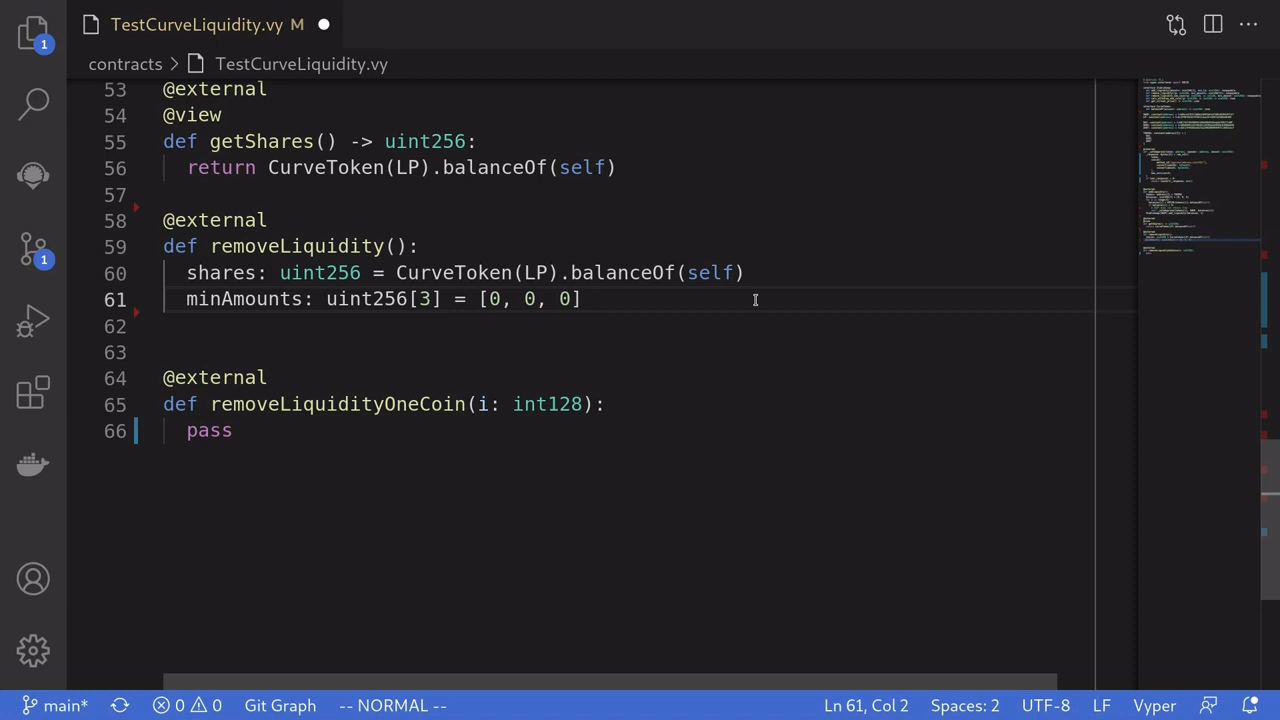 TestCurveLiquidity.vy M
contracts > TestCurveLiquidity.vy
53 @external
54 @view
55 def getShares() -> uint256:
56 return CurveToken(LP).balanceOf(self)
57
58 @external
59 def removeLiquidity():
60 shares: uint256 = CurveToken(LP).balanceOf(self)
61 minAmounts: uint256[3] = [0, 0, 0]
62
63
64 @external
65 def removeLiquidityOneCoin(i: int128):
66 pass
1
1
main* 0 0 Git Graph -- NORMAL -- Ln 61, Col 2 Spaces: 2 UTF-8 LF Vyper